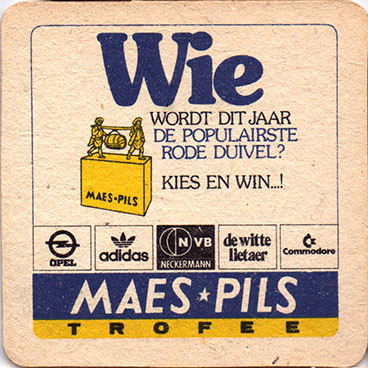 Wie
WORDT DIT JAAR
DE POPULAIRSTE
RODE DUIVEL?
KIES EN WIN...!
MAES★PILS
OPEL
adidas
NVB
NECKERMANN
de witte
lietaer
Commodore
MAES★PILS
TROFEE